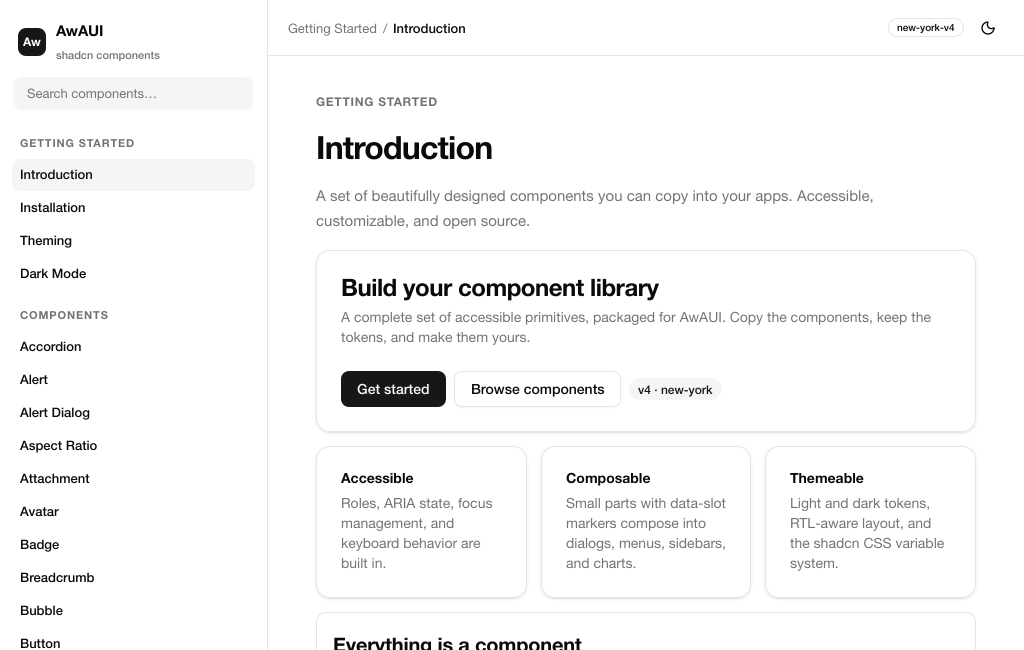 Aw
AwAUI
shadcn components
Search components…
GETTING STARTED
Introduction
Installation
Theming
Dark Mode
COMPONENTS
Accordion
Alert
Alert Dialog
Aspect Ratio
Attachment
Avatar
Badge
Breadcrumb
Bubble
Button
Getting Started / Introduction
new-york-v4
GETTING STARTED
Introduction
A set of beautifully designed components you can copy into your apps. Accessible,
customizable, and open source.
Build your component library
A complete set of accessible primitives, packaged for AwAUI. Copy the components, keep the
tokens, and make them yours.
Get started
Browse components
v4 · new-york
Accessible
Roles, ARIA state, focus
management, and
keyboard behavior are
built in.
Composable
Small parts with data-slot
markers compose into
dialogs, menus, sidebars,
and charts.
Themeable
Light and dark tokens,
RTL-aware layout, and
the shadcn CSS variable
system.
Everything is a component